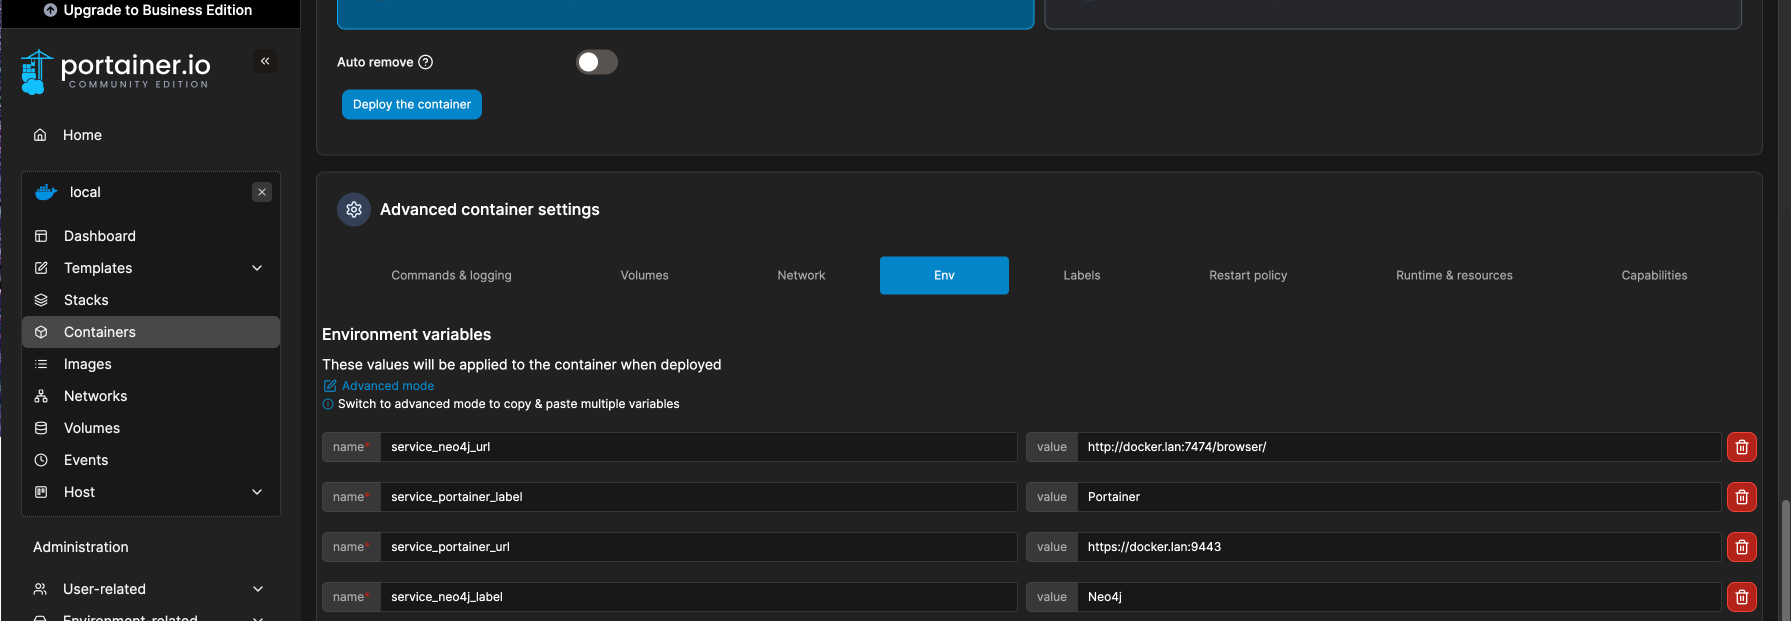 Upgrade to Business Edition
portainer.io
COMMUNITY EDITION
Home
local
Dashboard
Templates
Stacks
Containers
Images
Networks
Volumes
Events
Host
Administration
User-related
Environment-related
Auto remove
Deploy the container
Advanced container settings
Commands & logging
Volumes
Network
Env
Labels
Restart policy
Runtime & resources
Capabilities
Environment variables
These values will be applied to the container when deployed
Advanced mode
Switch to advanced mode to copy & paste multiple variables
name* service_neo4j_url value http://docker.lan:7474/browser/
name* service_portainer_label value Portainer
name* service_portainer_url value https://docker.lan:9443
name* service_neo4j_label value Neo4j